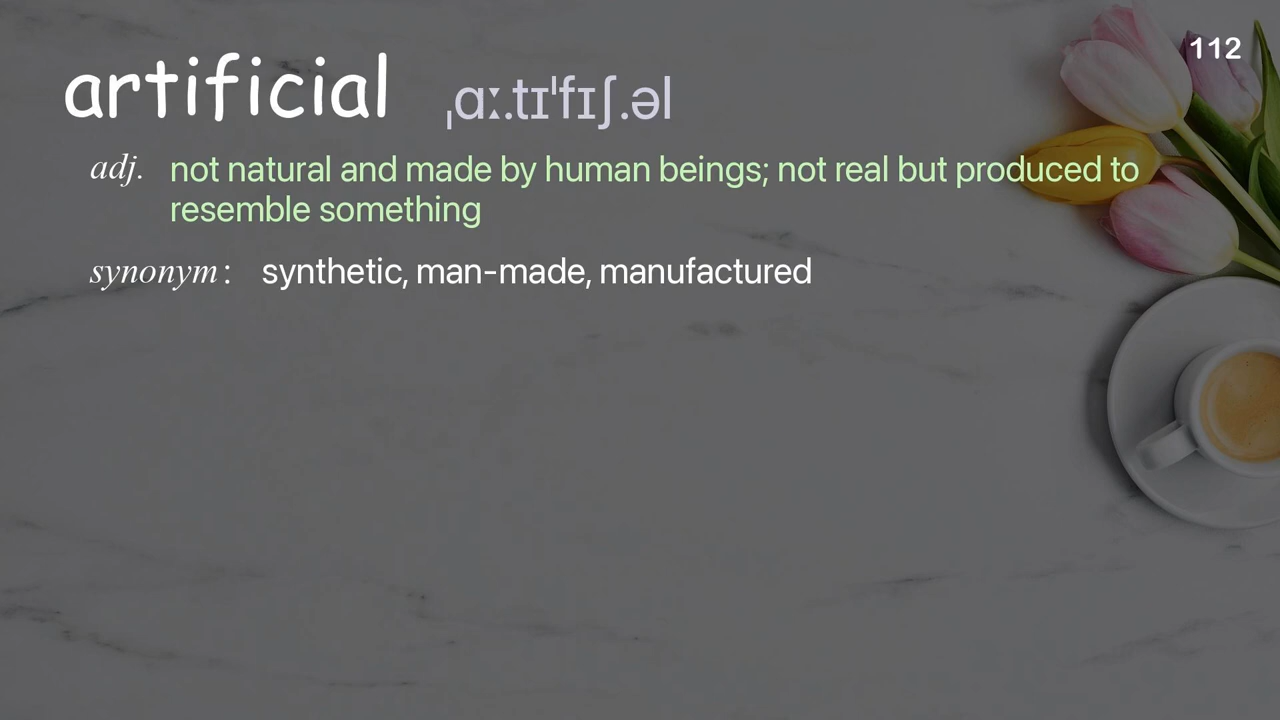 112
artificial ˌɑː.tɪˈfɪʃ.əl
adj. not natural and made by human beings; not real but produced to
resemble something
synonym: synthetic, man-made, manufactured